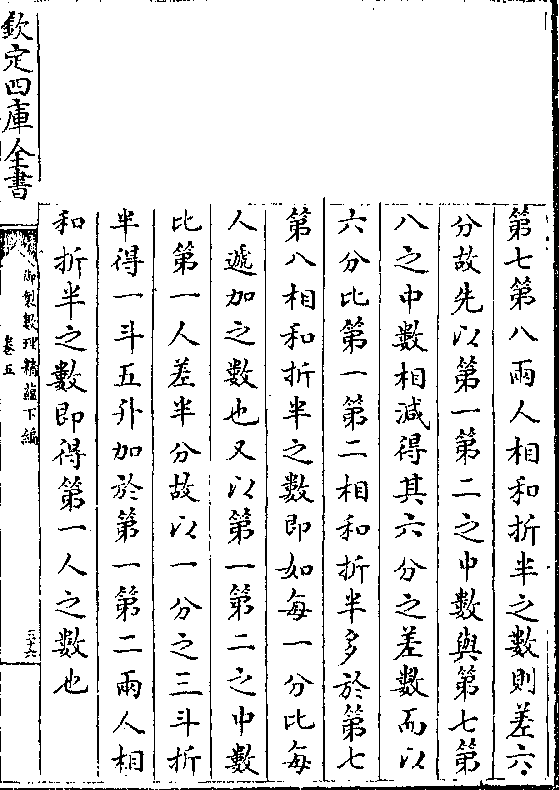 第七第八兩人相和折半之數則差六
分故先以第一第二之中數與第七第
八之中數相減得其六分之差數而以
六分比第一第二相和折半多於第七
第八相和折半之數即如每一分比每
人遞加之數也又以第一第二之中數
比第一人差半分故以一分之三斗折
半得一斗五升加於第一第二兩人相
和折半之數即得第一人之數也
欽定四庫全書
御製數理精蘊下編
卷五
三十六